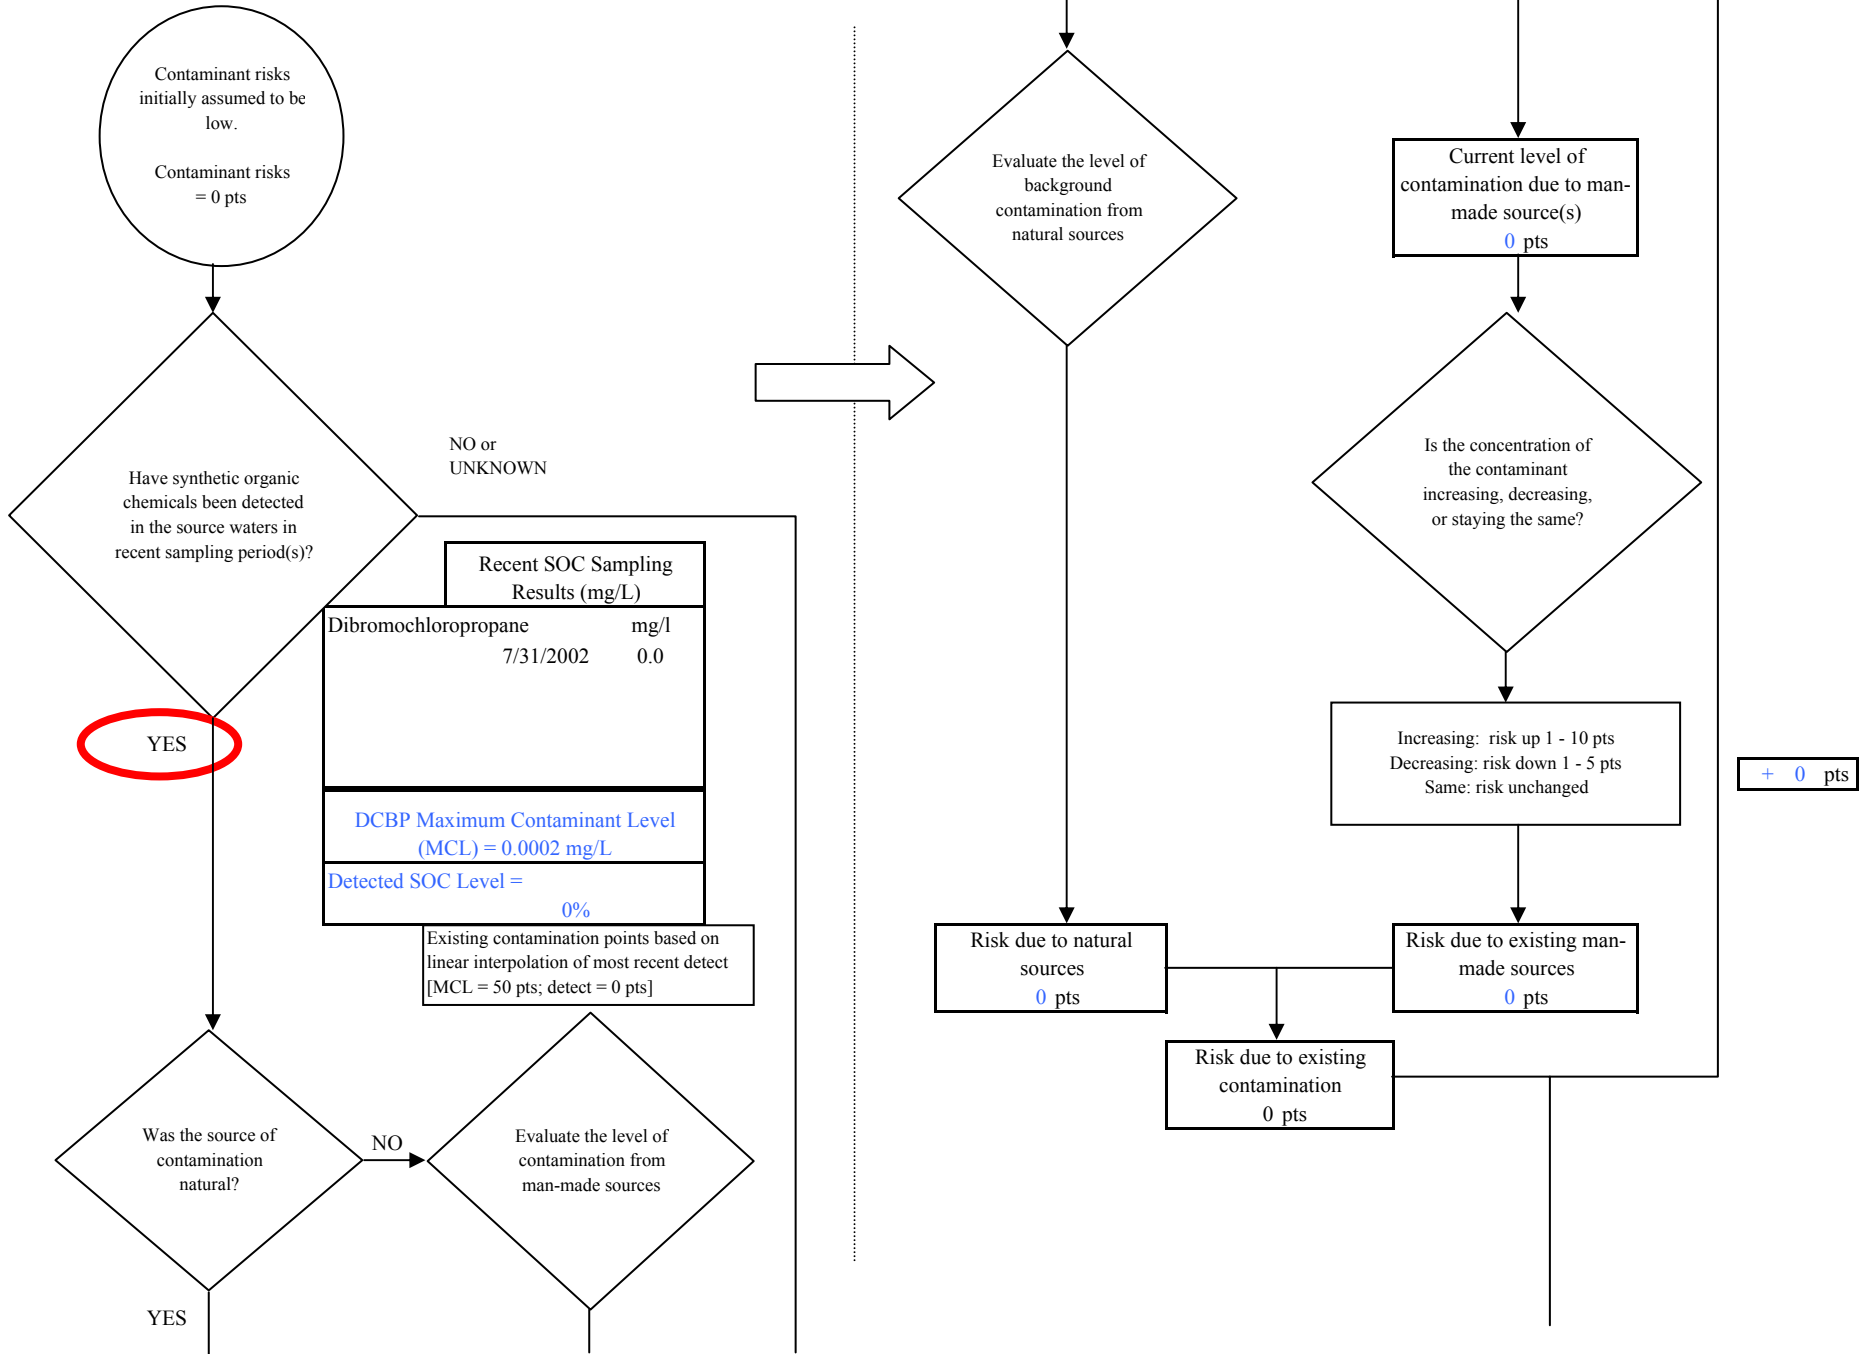 Contaminant risks
initially assumed to be
low.
Contaminant risks
= 0 pts
Have synthetic organic
chemicals been detected
in the source waters in
recent sampling period(s)?
NO or
UNKNOWN
Recent SOC Sampling
Results (mg/L)
Dibromochloropropane mg/l
7/31/2002 0.0
DCBP Maximum Contaminant Level
(MCL) = 0.0002 mg/L
Detected SOC Level =
0%
Existing contamination points based on
linear interpolation of most recent detect
[MCL = 50 pts; detect = 0 pts]
YES
Was the source of
contamination
natural?
NO
Evaluate the level of
contamination from
man-made sources
YES
Evaluate the level of
background
contamination from
natural sources
Current level of
contamination due to man-
made source(s)
0 pts
Is the concentration of
the contaminant
increasing, decreasing,
or staying the same?
Increasing: risk up 1 - 10 pts
Decreasing: risk down 1 - 5 pts
Same: risk unchanged
+ 0 pts
Risk due to natural
sources
0 pts
Risk due to existing man-
made sources
0 pts
Risk due to existing
contamination
0 pts